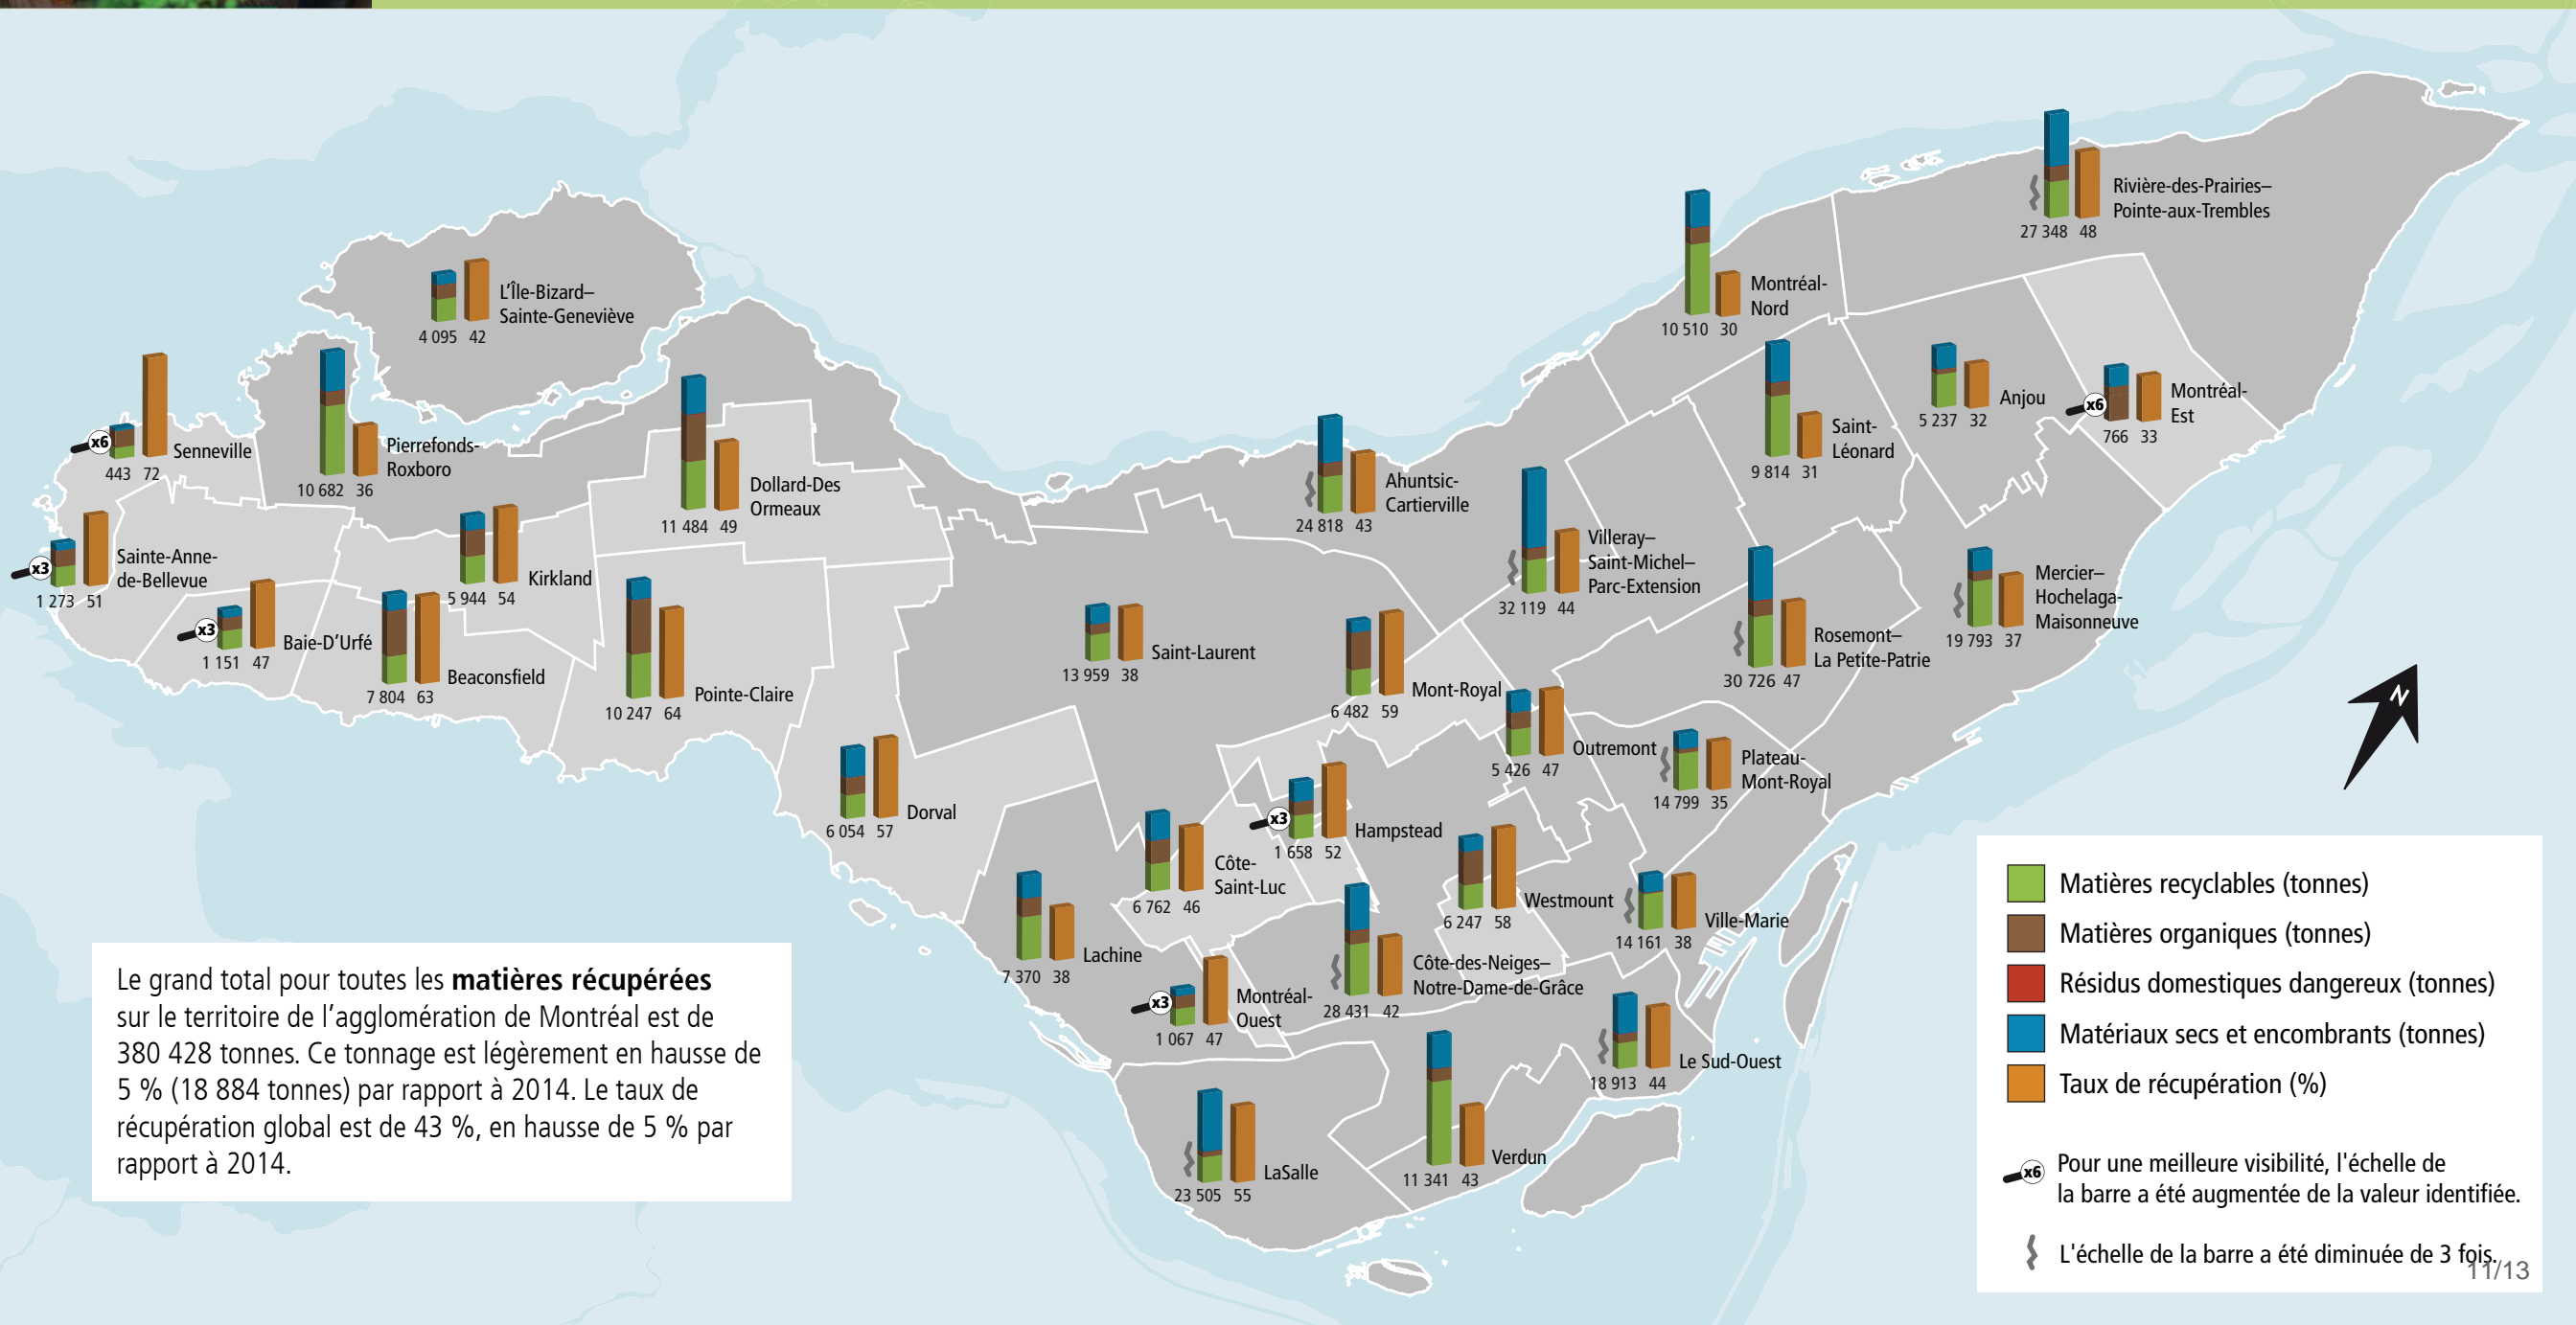 Rivière-des-Prairies–
Pointe-aux-Trembles
27 348 48
Montréal-
Nord
10 510 30
L'Île-Bizard–
Sainte-Geneviève
4 095 42
Anjou
5 237 32
x6
Montréal-
Est
766 33
Saint-
Léonard
9 814 31
x6
Senneville
443 72
Pierrefonds-
Roxboro
10 682 36
Dollard-Des
Ormeaux
11 484 49
Ahuntsic-
Cartierville
24 818 43
Villeray–
Saint-Michel–
Parc-Extension
32 119 44
x3
Sainte-Anne-
de-Bellevue
1 273 51
Kirkland
5 944 54
x3
Baie-D'Urfé
1 151 47
Beaconsfield
7 804 63
Pointe-Claire
10 247 64
Saint-Laurent
13 959 38
Mont-Royal
6 482 59
Rosemont–
La Petite-Patrie
30 726 47
Mercier–
Hochelaga-
Maisonneuve
19 793 37
N
Outremont
5 426 47
Plateau-
Mont-Royal
14 799 35
Dorval
6 054 57
x3
Hampstead
1 658 52
Côte-
Saint-Luc
6 762 46
Westmount
6 247 58
Ville-Marie
14 161 38
Lachine
7 370 38
Côte-des-Neiges–
Notre-Dame-de-Grâce
28 431 42
x3
Montréal-
Ouest
1 067 47
Le Sud-Ouest
18 913 44
Verdun
11 341 43
LaSalle
23 505 55
Le grand total pour toutes les matières récupérées
sur le territoire de l'agglomération de Montréal est de
380 428 tonnes. Ce tonnage est légèrement en hausse de
5 % (18 884 tonnes) par rapport à 2014. Le taux de
récupération global est de 43 %, en hausse de 5 % par
rapport à 2014.
Matières recyclables (tonnes)
Matières organiques (tonnes)
Résidus domestiques dangereux (tonnes)
Matériaux secs et encombrants (tonnes)
Taux de récupération (%)
x6
Pour une meilleure visibilité, l'échelle de
la barre a été augmentée de la valeur identifiée.
L'échelle de la barre a été diminuée de 3 fois.
11/13